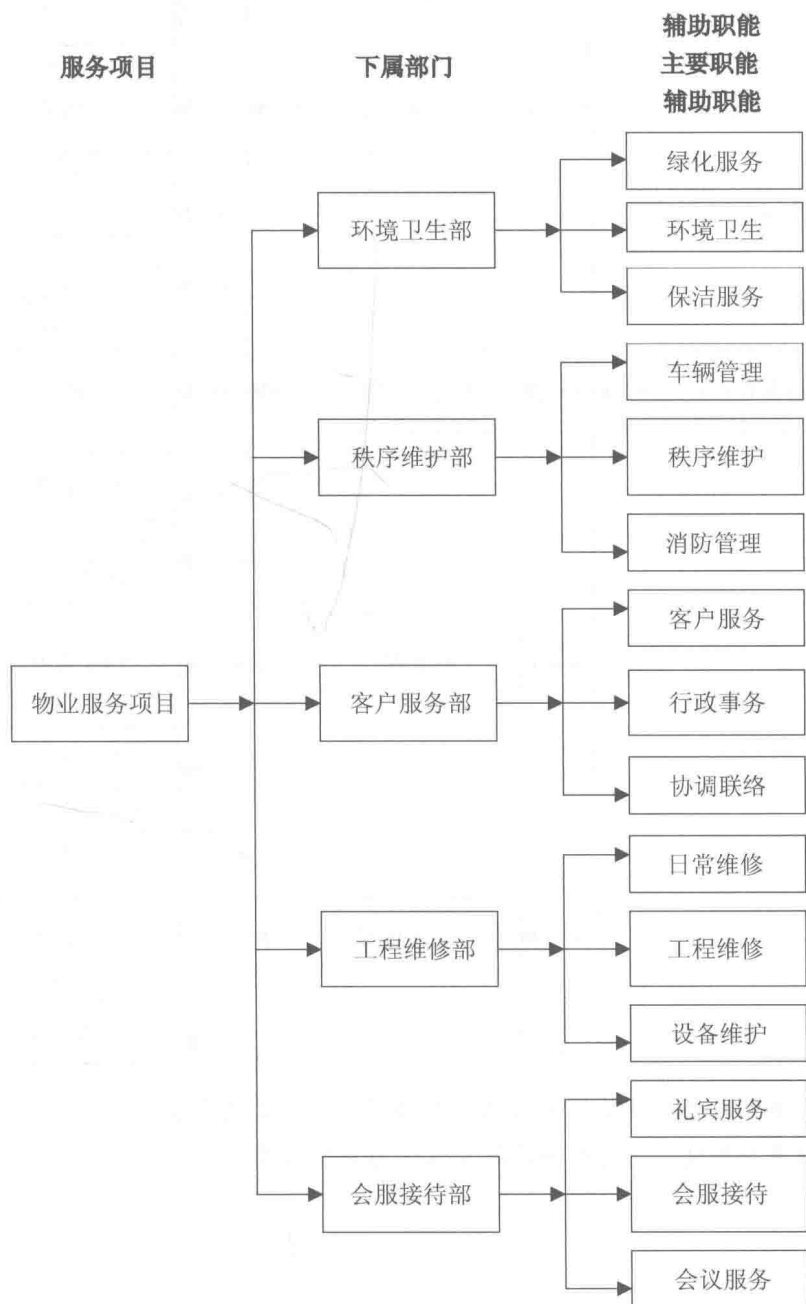 服务项目
下属部门
辅助职能
主要职能
辅助职能
物业服务项目
环境卫生部
绿化服务
环境卫生
保洁服务
秩序维护部
车辆管理
秩序维护
消防管理
客户服务部
客户服务
行政事务
协调联络
工程维修部
日常维修
工程维修
设备维护
会服接待部
礼宾服务
会服接待
会议服务